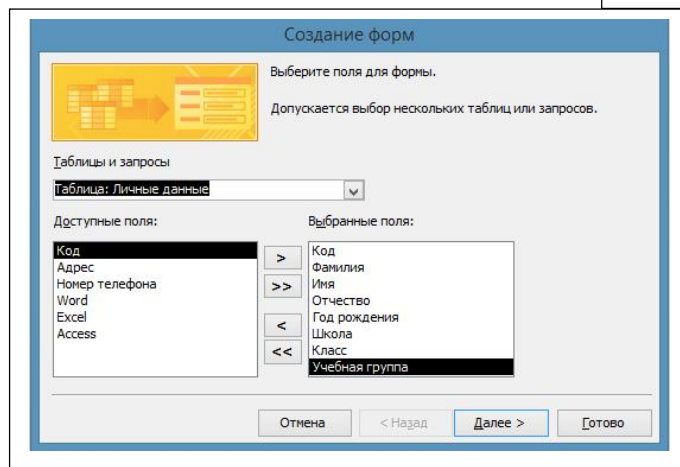 Создание форм
Выберите поля для формы.
Допускается выбор нескольких таблиц или запросов.
Таблицы и запросы
Таблица: Личные данные
Доступные поля:
Код
Адрес
Номер телефона
Word
Excel
Access
>
>>
<
<<
Выбранные поля:
Код
Фамилия
Имя
Отчество
Год рождения
Школа
Класс
Учебная группа
Отмена
< Назад
Далее >
Готово